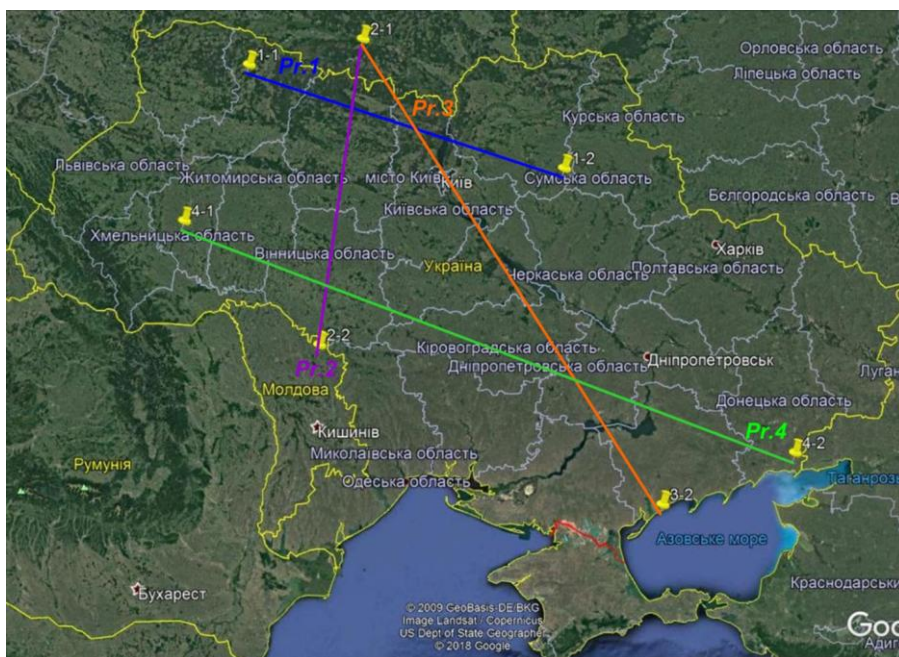 2-1
1-1
Pr.1
Орловська область
Ліпецька область
Pr.3
Курська область
1-2
Львівська область
Житомирська область
місто Київ
Київ
Сумська область
Бєлгородська область
4-1
Київська область
Хмельницька область
Вінницька область
Україна
Черкаська область
Полтавська область
Харків
2-2
Pr.2
Кіровоградська область
Дніпропетровська область
Дніпропетровськ
Молдова
Донецька область
Кишинів
Миколаївська область
Pr.4
4-2
Румунія
Одеська область
3-2
Азовське море
Бухарест
© 2009 GeoBasis-DE/BKG
Image Landsat / Copernicus
US Dept of State Geographer
© 2018 Google